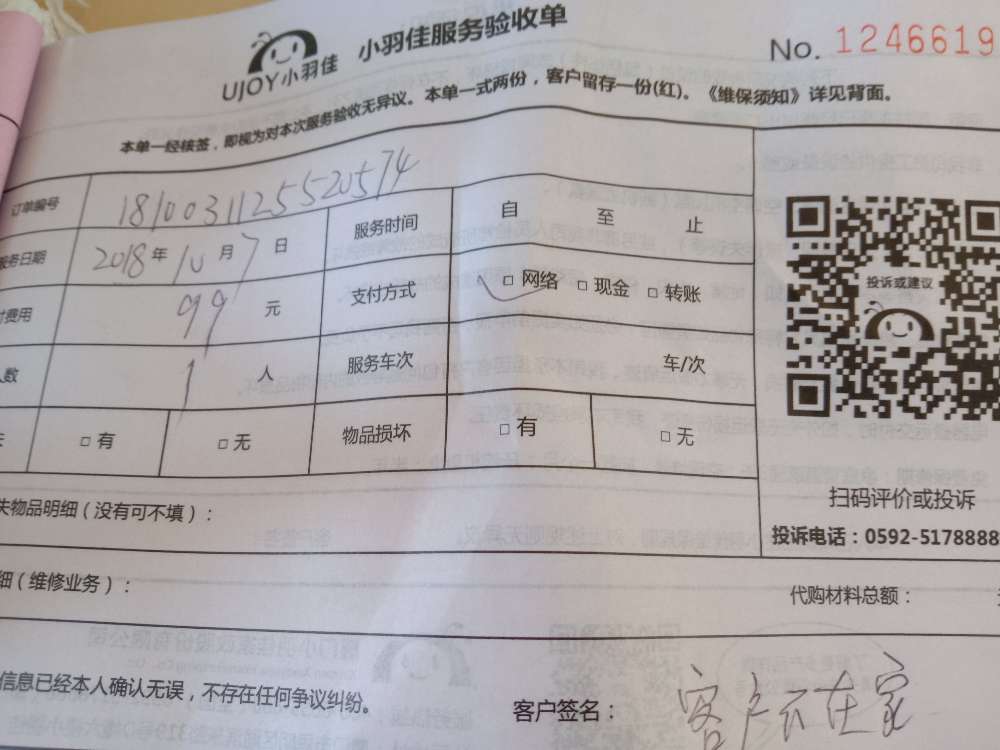 UJOY小羽佳 小羽佳服务验收单
No. 1246619
本单一经核签，即视为对本次服务验收无异议。本单一式两份，客户留存一份(红)。《维保须知》详见背面。
订单编号 1810031125520574
服务日期 2018年10月7日 服务时间 自 至 止
付费用 99 元 支付方式 □ 网络 □ 现金 □ 转账
人数 1 人 服务车次 车/次
□ 有 □ 无 物品损坏 □ 有 □ 无
投诉或建议
扫码评价或投诉
投诉电话：0592-5178888
失物品明细（没有可不填）：
细（维修业务）： 代购材料总额：
信息已经本人确认无误，不存在任何争议纠纷。
客户签名： 客户不在家